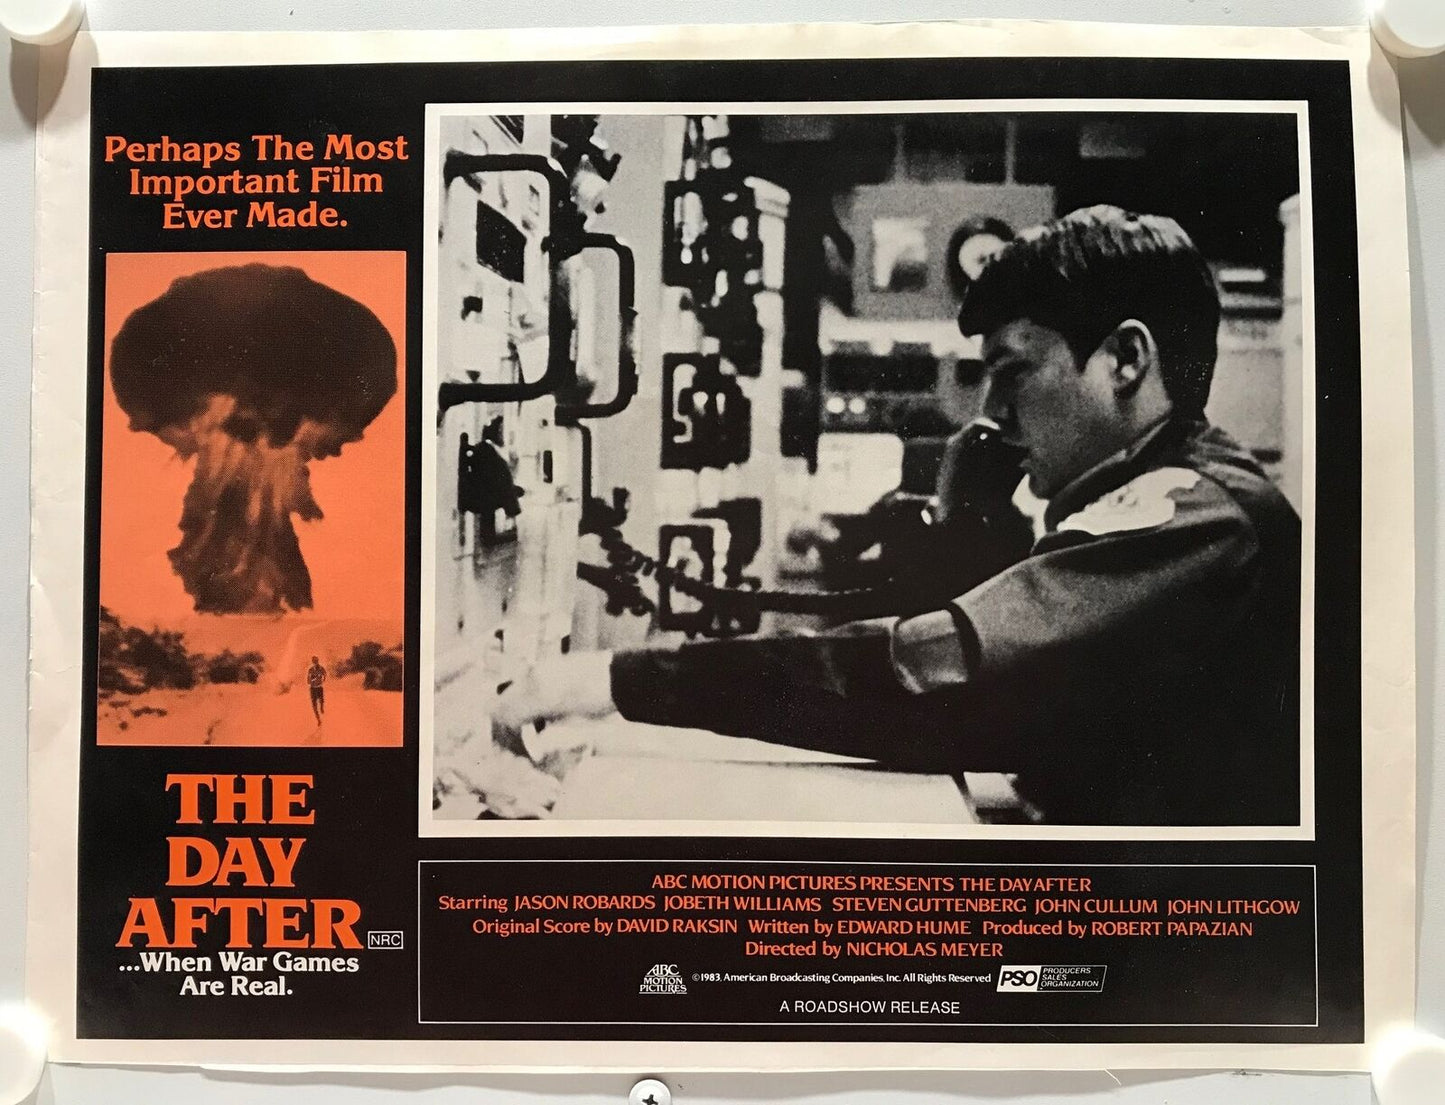 Perhaps The Most
Important Film
Ever Made.
THE
DAY
AFTER
NRC
...When War Games
Are Real.
ABC MOTION PICTURES PRESENTS THE DAY AFTER
Starring JASON ROBARDS JOBETH WILLIAMS STEVEN GUTTENBERG JOHN CULLUM JOHN LITHGOW
Original Score by DAVID RAKSIN Written by EDWARD HUME Produced by ROBERT PAPAZIAN
Directed by NICHOLAS MEYER
ABC
MOTION
PICTURES
©1983, American Broadcasting Companies, Inc. All Rights Reserved
PSO PRODUCERS
SALES
ORGANIZATION
A ROADSHOW RELEASE